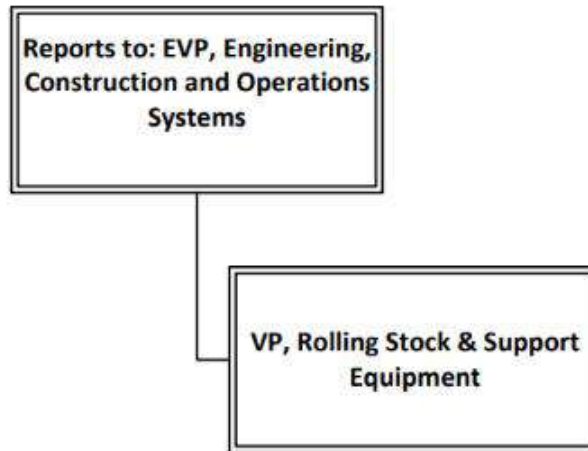 Reports to: EVP, Engineering,
Construction and Operations
Systems
VP, Rolling Stock & Support
Equipment